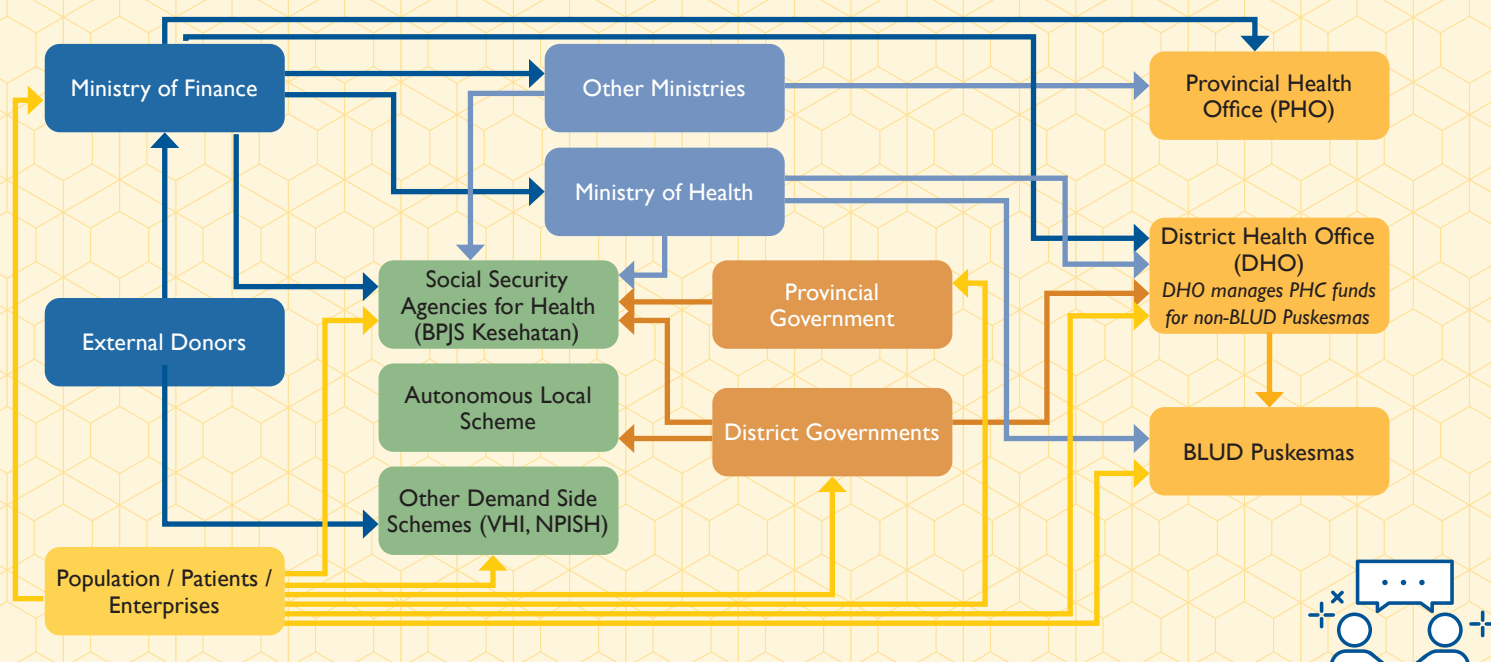 Ministry of Finance
Other Ministries
Provincial Health
Office (PHO)
Ministry of Health
District Health Office
(DHO)
DHO manages PHC funds
for non-BLUD Puskesmas
Social Security
Agencies for Health
(BPJS Kesehatan)
Provincial
Government
External Donors
Autonomous Local
Scheme
District Governments
BLUD Puskesmas
Other Demand Side
Schemes (VHI, NPISH)
Population / Patients /
Enterprises